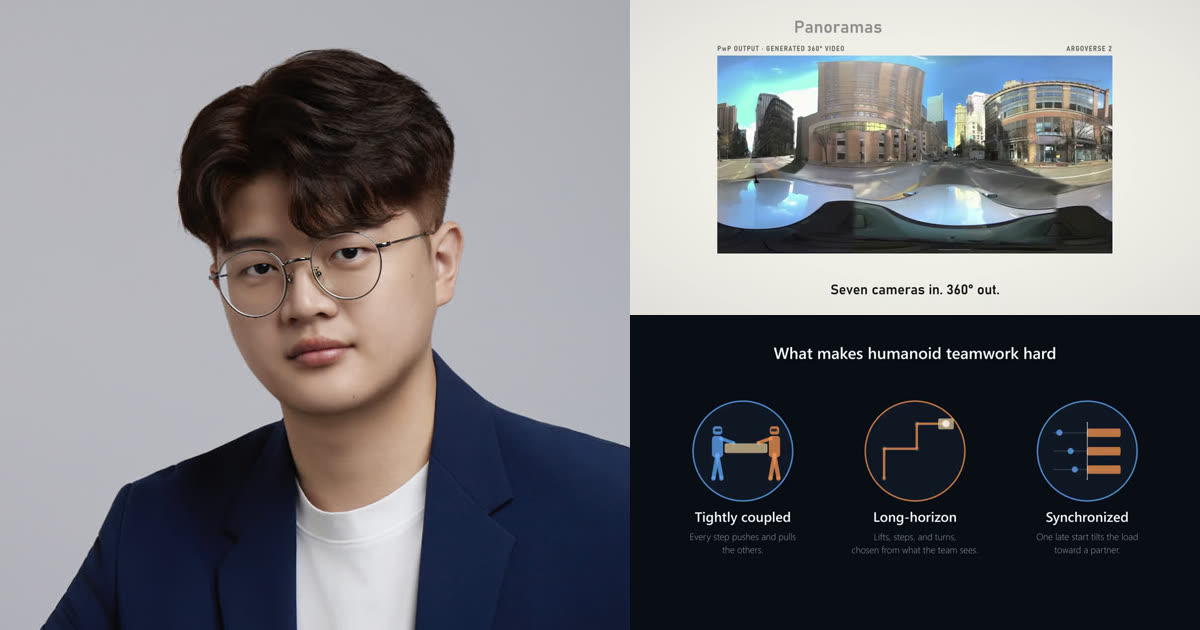 Panoramas
PwP OUTPUT · GENERATED 360° VIDEO
ARGOVERSE 2
Seven cameras in. 360° out.
What makes humanoid teamwork hard
Tightly coupled
Every step pushes and pulls
the others.
Long-horizon
Lifts, steps, and turns,
chosen from what the team sees.
Synchronized
One late start tilts the load
toward a partner.